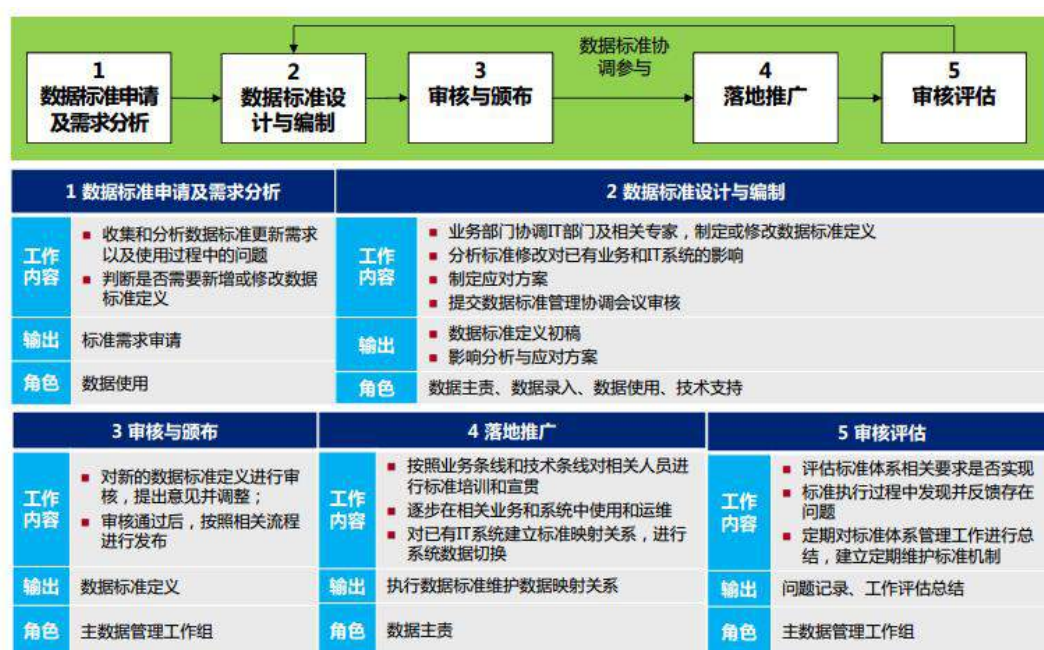 1
数据标准申请
及需求分析
2
数据标准设
计与编制
3
审核与颁布
数据标准协
调参与
4
落地推广
5
审核评估
1 数据标准申请及需求分析
工作
内容
■ 收集和分析数据标准更新需求
以及使用过程中的问题
■ 判断是否需要新增或修改数据
标准定义
输出
标准需求申请
角色
数据使用
2 数据标准设计与编制
工作
内容
■ 业务部门协调IT部门及相关专家，制定或修改数据标准定义
■ 分析标准修改对已有业务和IT系统的影响
■ 制定应对方案
■ 提交数据标准管理协调会议审核
输出
■ 数据标准定义初稿
■ 影响分析与应对方案
角色
数据主责、数据录入、数据使用、技术支持
3 审核与颁布
工作
内容
■ 对新的数据标准定义进行审
核，提出意见并调整；
■ 审核通过后，按照相关流程
进行发布
输出
数据标准定义
角色
主数据管理工作组
4 落地推广
工作
内容
■ 按照业务条线和技术条线对相关人员进
行标准培训和宣贯
■ 逐步在相关业务和系统中使用和运维
■ 对已有IT系统建立标准映射关系，进行
系统数据切换
输出
执行数据标准维护数据映射关系
角色
数据主责
5 审核评估
工作
内容
■ 评估标准体系相关要求是否实现
■ 标准执行过程中发现并反馈存在
问题
■ 定期对标准体系管理工作进行总
结，建立定期维护标准机制
输出
问题记录、工作评估总结
角色
主数据管理工作组